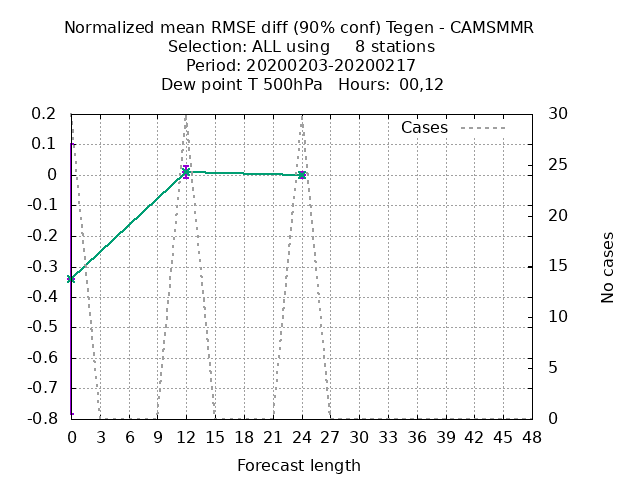 Normalized mean RMSE diff (90% conf) Tegen - CAMSMMR
Selection: ALL using     8 stations
Period: 20200203-20200217
Dew point T 500hPa   Hours: 00,12
Cases
0.2
0.1
0
-0.1
-0.2
-0.3
-0.4
-0.5
-0.6
-0.7
-0.8
30
25
20
15
10
5
0
No cases
0 3 6 9 12 15 18 21 24 27 30 33 36 39 42 45 48
Forecast length